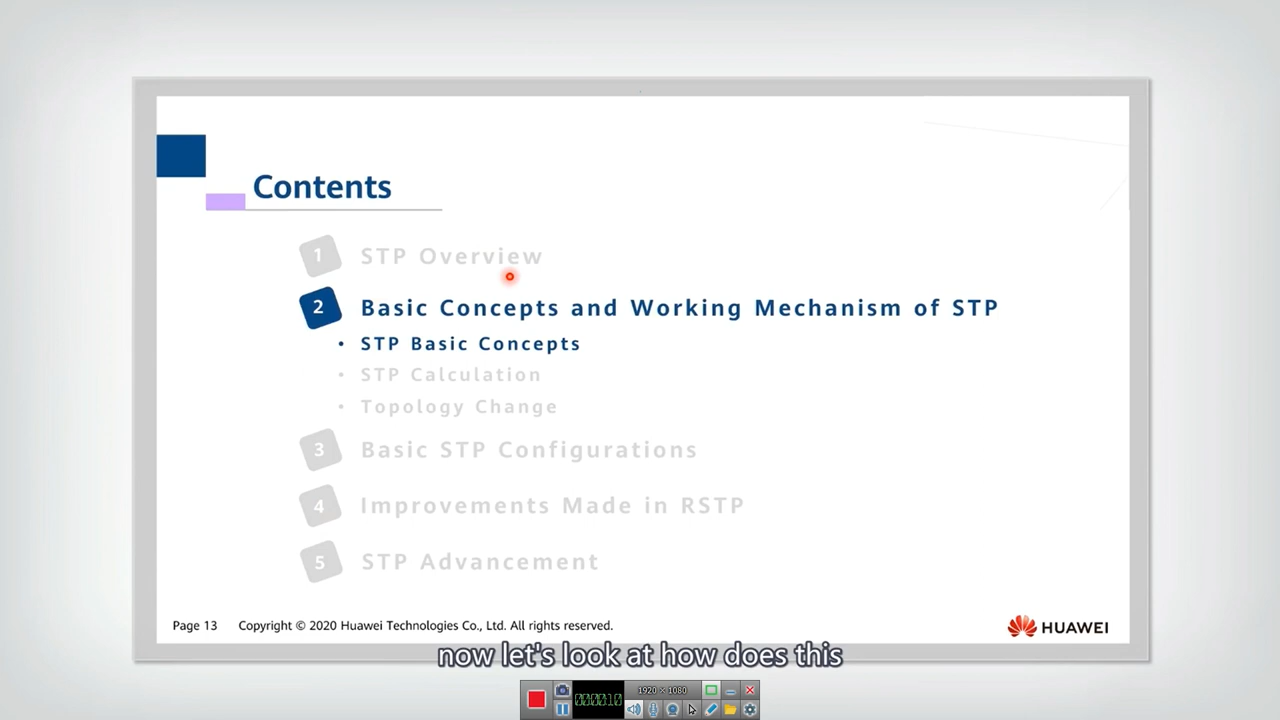 Contents
1 STP Overview
2 Basic Concepts and Working Mechanism of STP
• STP Basic Concepts
• STP Calculation
• Topology Change
3 Basic STP Configurations
4 Improvements Made in RSTP
5 STP Advancement
Page 13 Copyright © 2020 Huawei Technologies Co., Ltd. All rights reserved.
HUAWEI
now let's look at how does this
1920 × 1080